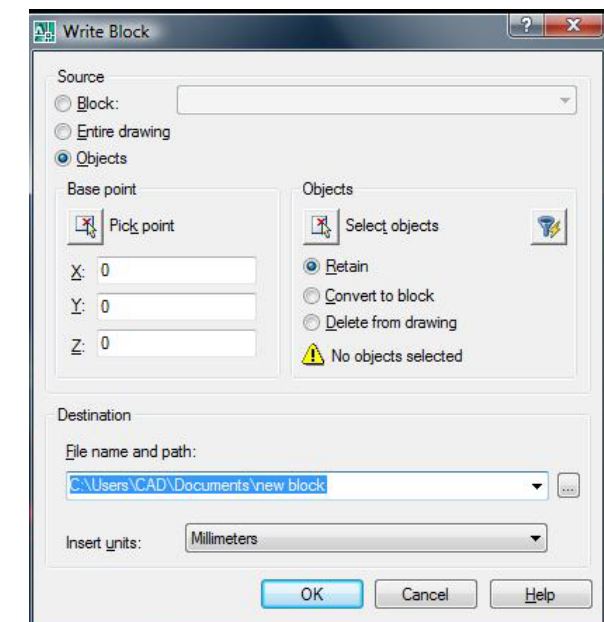 Write Block
Source
Block:
Entire drawing
Objects
Base point
Pick point
X: 0
Y: 0
Z: 0
Objects
Select objects
Retain
Convert to block
Delete from drawing
No objects selected
Destination
File name and path:
C:\Users\CAD\Documents\new block
...
Insert units: Millimeters
OK Cancel Help